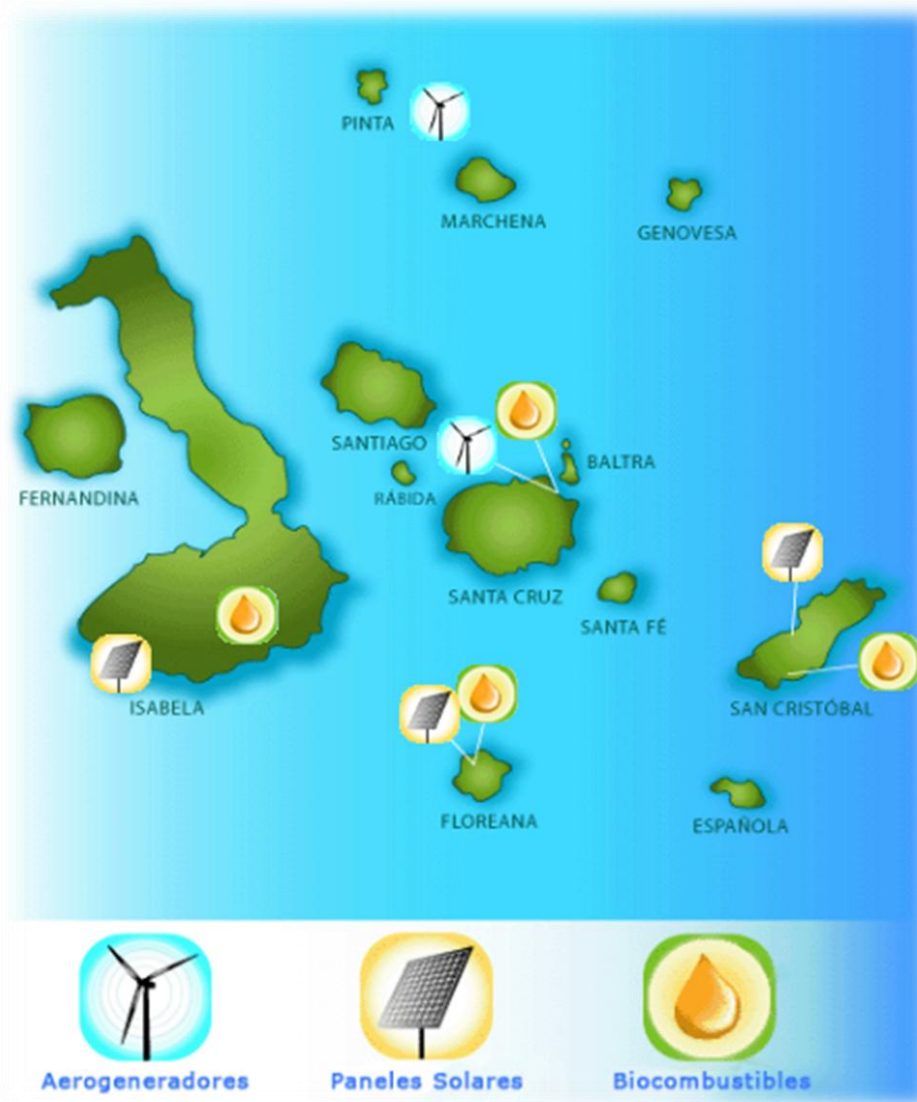 PINTA
MARCHENA
GENOVESA
SANTIAGO
BALTRA
FERNANDINA
RÁBIDA
SANTA CRUZ
SANTA FÉ
ISABELA
SAN CRISTÓBAL
FLOREANA
ESPAÑOLA
Aerogeneradores
Paneles Solares
Biocombustibles